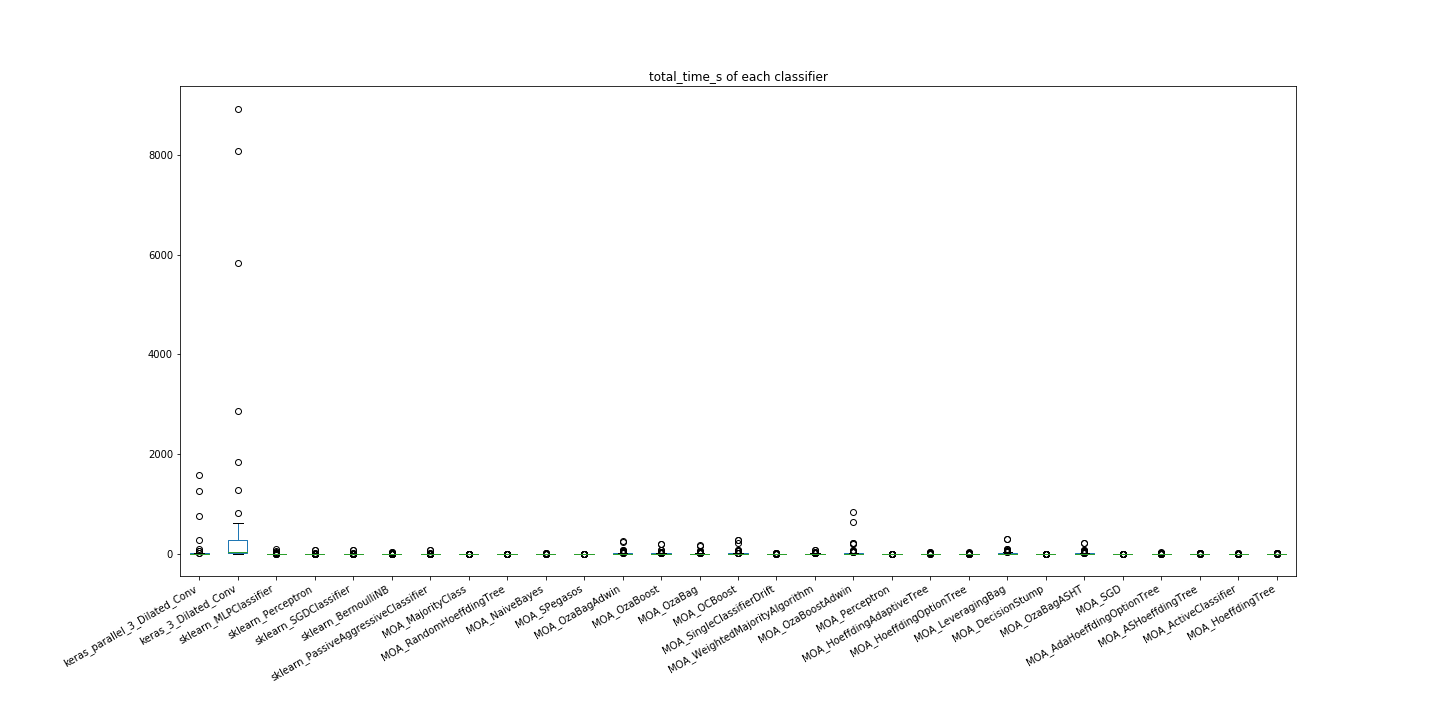 total_time_s of each classifier
8000
6000
4000
2000
0
keras_parallel_3_Dilated_Conv
keras_3_Dilated_Conv
sklearn_MLPClassifier
sklearn_Perceptron
sklearn_SGDClassifier
sklearn_BernoulliNB
sklearn_PassiveAggressiveClassifier
MOA_MajorityClass
MOA_RandomHoeffdingTree
MOA_NaiveBayes
MOA_SPegasos
MOA_OzaBagAdwin
MOA_OzaBoost
MOA_OzaBag
MOA_OCBoost
MOA_SingleClassifierDrift
MOA_WeightedMajorityAlgorithm
MOA_OzaBoostAdwin
MOA_Perceptron
MOA_HoeffdingAdaptiveTree
MOA_HoeffdingOptionTree
MOA_LeveragingBag
MOA_DecisionStump
MOA_OzaBagASHT
MOA_SGD
MOA_AdaHoeffdingOptionTree
MOA_ASHoeffdingTree
MOA_ActiveClassifier
MOA_HoeffdingTree